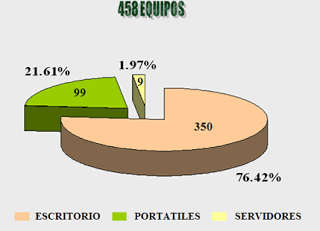 458 EQUIPOS
21.61%
1.97%
99
9
350
76.42%
ESCRITORIO
PORTATILES
SERVIDORES